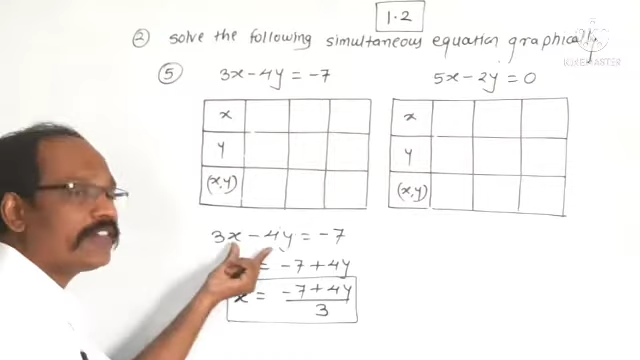 1.2
② solve the following simultaneous equation graphically.
KINEMASTER
⑤ 3x - 4y = -7 5x - 2y = 0
x x
y y
(x,y) (x,y)
3x - 4y = -7
= -7 + 4y
x = -7 + 4y
3